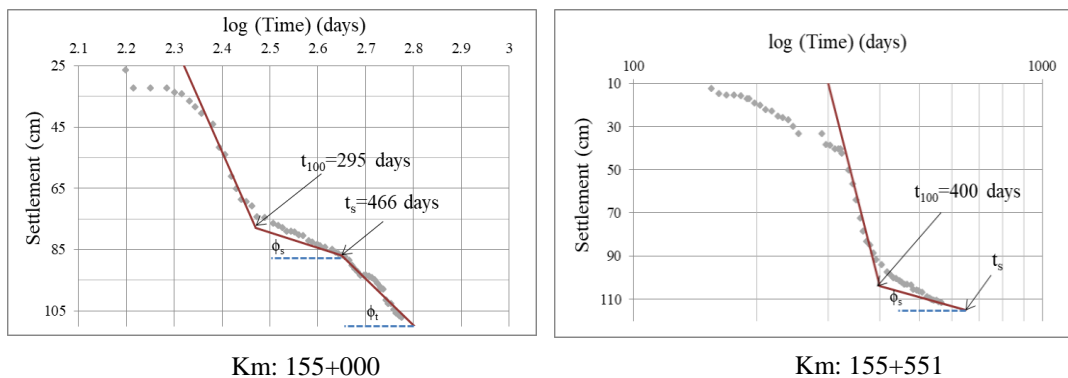 log (Time) (days)
2.1 2.2 2.3 2.4 2.5 2.6 2.7 2.8 2.9 3
25
45
65
85
105
Settlement (cm)
t100=295 days
ts=466 days
ϕs
ϕt
Km: 155+000
log (Time) (days)
100 1000
10
30
50
70
90
110
Settlement (cm)
t100=400 days
ts
ϕs
Km: 155+551